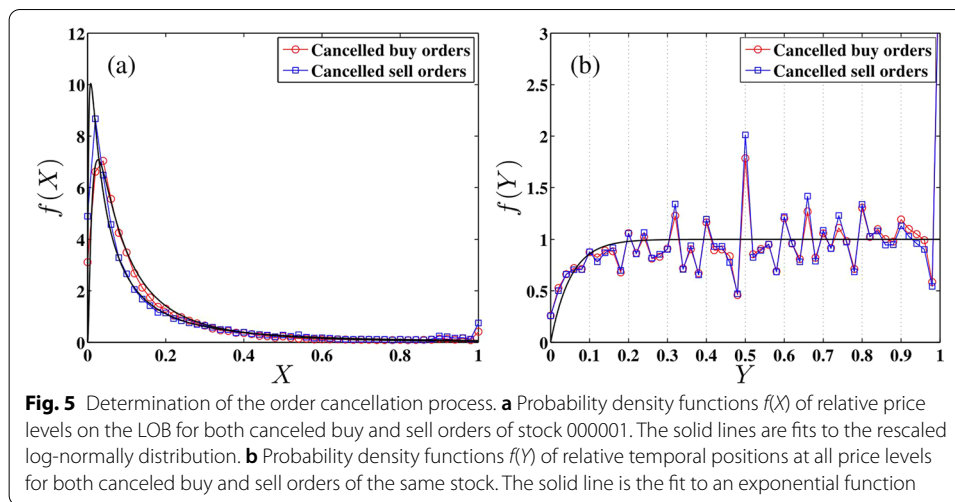 12
10
8
6
4
2
0
f(X)
(a)
Cancelled buy orders
Cancelled sell orders
0
0.2
0.4
0.6
0.8
1
X
3
2.5
2
1.5
1
0.5
0
f(Y)
(b)
Cancelled buy orders
Cancelled sell orders
0
0.1
0.2
0.3
0.4
0.5
0.6
0.7
0.8
0.9
1
Y
Fig. 5 Determination of the order cancellation process. a Probability density functions f(X) of relative price
levels on the LOB for both canceled buy and sell orders of stock 000001. The solid lines are fits to the rescaled
log-normally distribution. b Probability density functions f(Y) of relative temporal positions at all price levels
for both canceled buy and sell orders of the same stock. The solid line is the fit to an exponential function